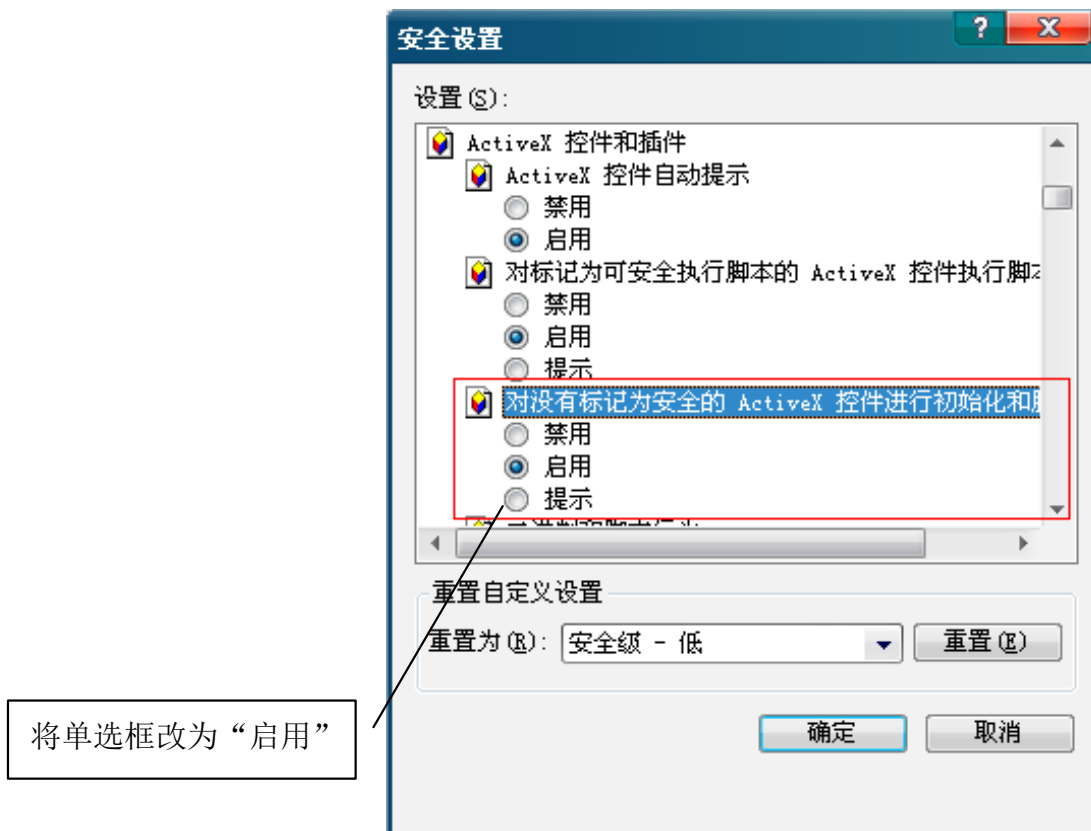 安全设置
?
X
设置(S):
ActiveX 控件和插件
ActiveX 控件自动提示
禁用
启用
对标记为可安全执行脚本的 ActiveX 控件执行脚
禁用
启用
提示
对没有标记为安全的 ActiveX 控件进行初始化和
禁用
启用
提示
重置自定义设置
重置为(R): 安全级 - 低 重置(E)
将单选框改为“启用”
确定 取消